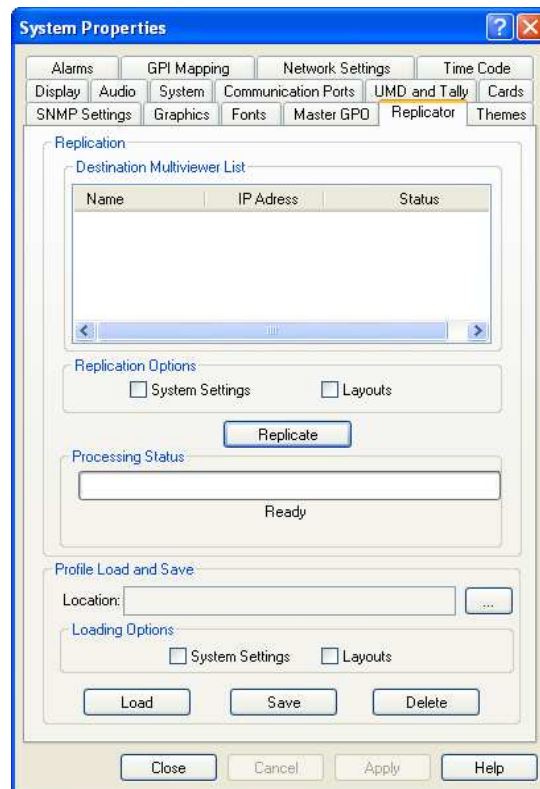 System Properties
Alarms GPI Mapping Network Settings Time Code
Display Audio System Communication Ports UMD and Tally Cards
SNMP Settings Graphics Fonts Master GPO Replicator Themes
Replication
Destination Multiviewer List
Name IP Adress Status
Replication Options
System Settings Layouts
Replicate
Processing Status
Ready
Profile Load and Save
Location: ...
Loading Options
System Settings Layouts
Load Save Delete
Close Cancel Apply Help